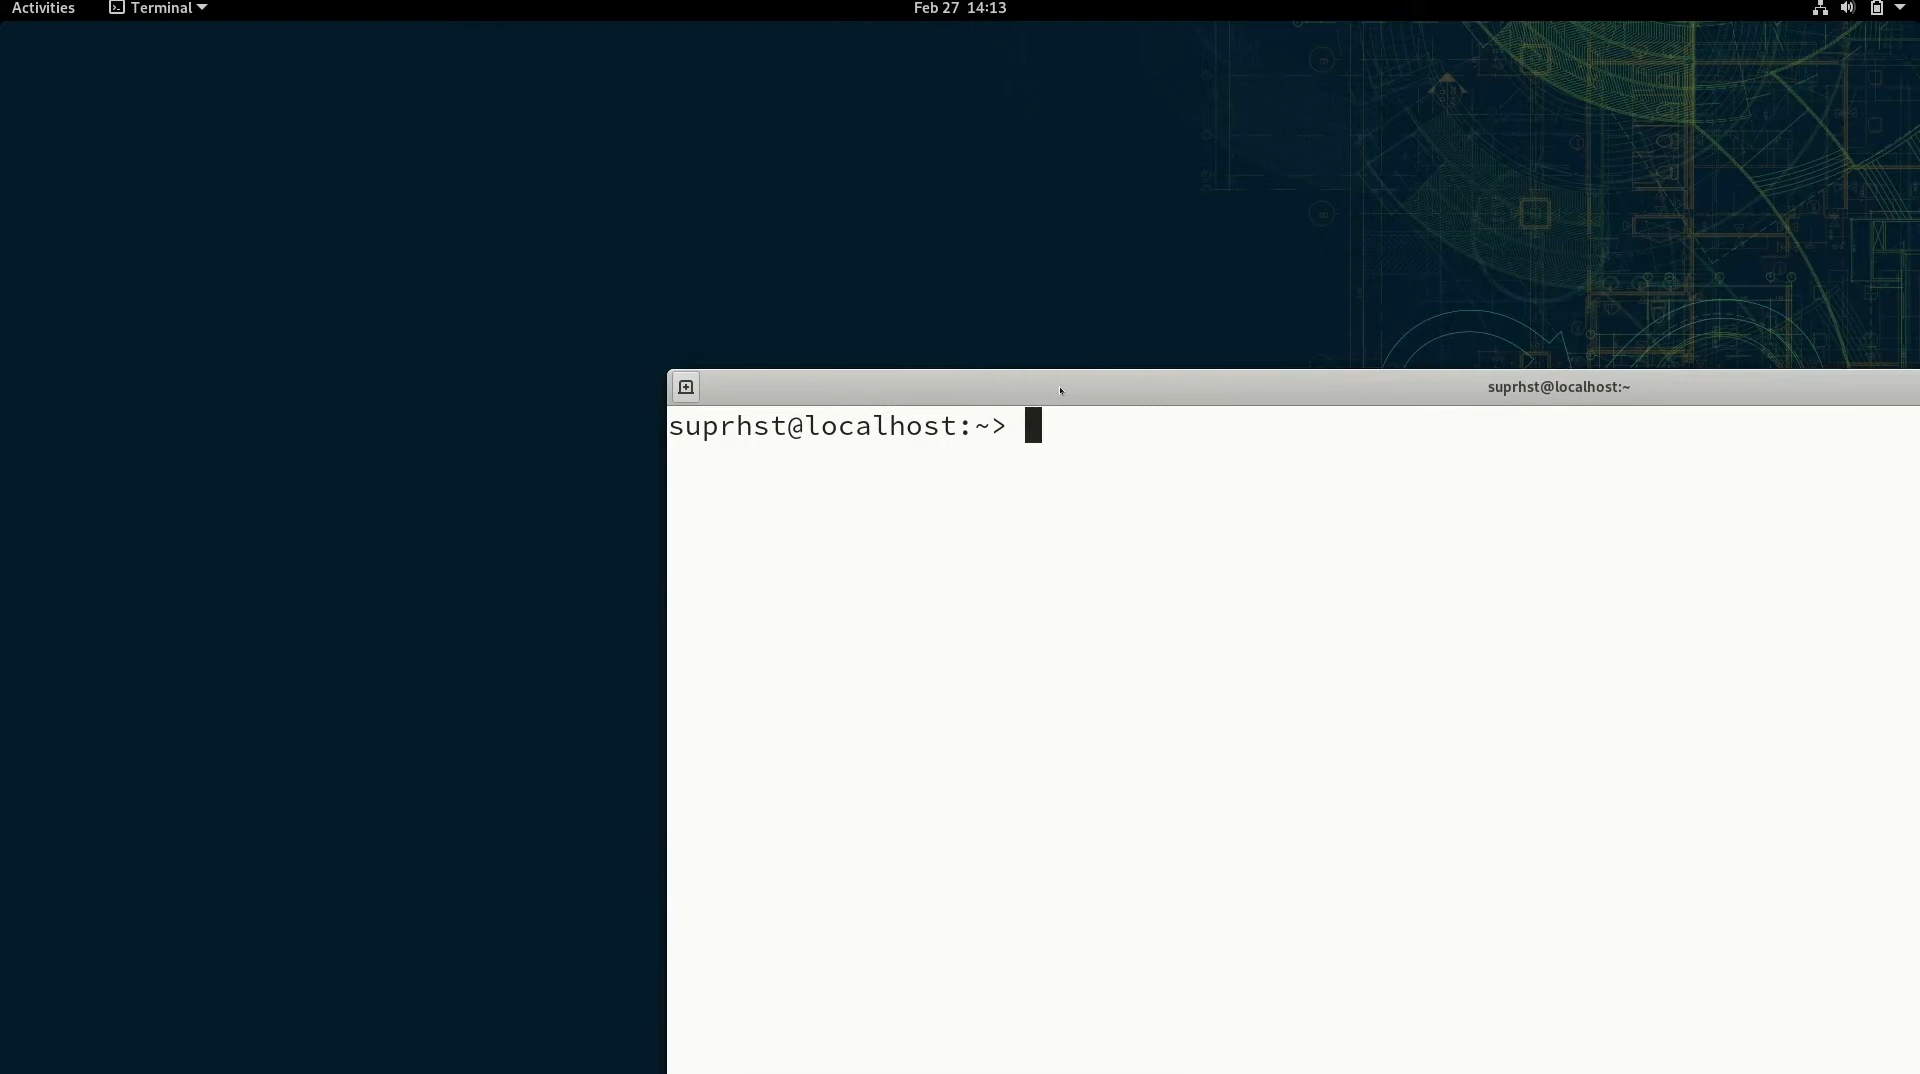 Activities
Terminal
Feb 27 14:13
suprhst@localhost:~
suprhst@localhost:~>